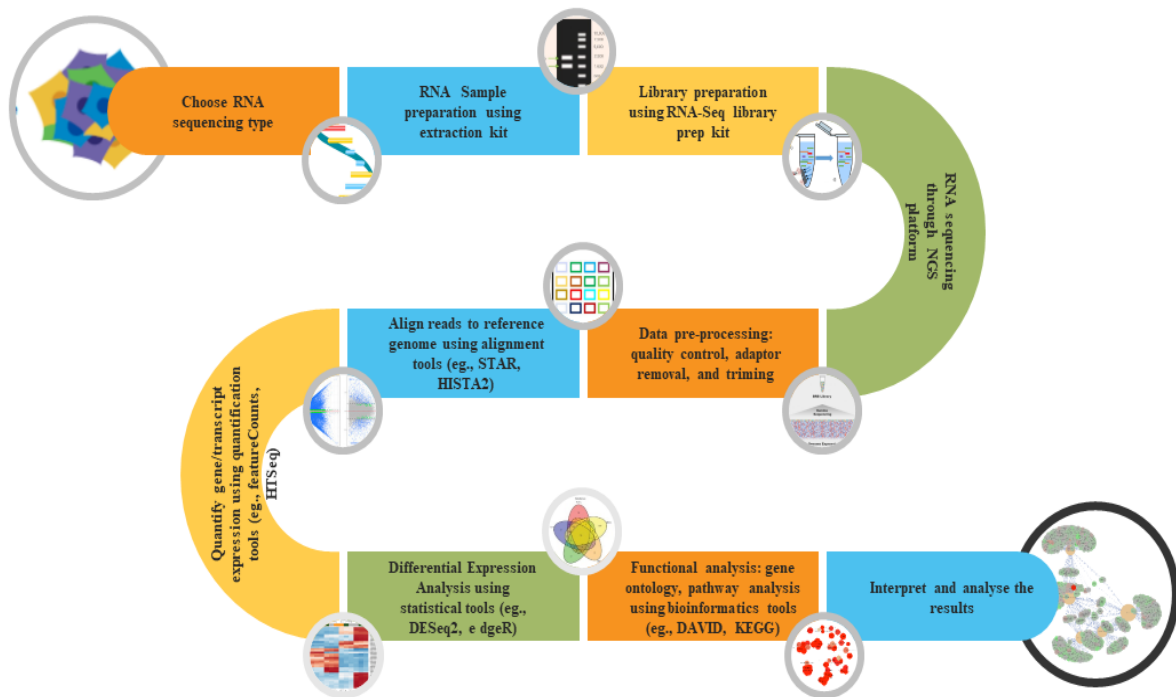 Choose RNA
sequencing type
RNA Sample
preparation using
extraction kit
Library preparation
using RNA-Seq library
prep kit
RNA sequencing
through NGS
platform
Data pre-processing:
quality control, adaptor
removal, and triming
Align reads to reference
genome using alignment
tools (eg., STAR,
HISTA2)
Quantify gene/transcript
expression using quantification
tools (eg., featureCounts,
HTSeq)
Differential Expression
Analysis using
statistical tools (eg.,
DESeq2, e dgeR)
Functional analysis: gene
ontology, pathway analysis
using bioinformatics tools
(eg., DAVID, KEGG)
Interpret and analyse the
results